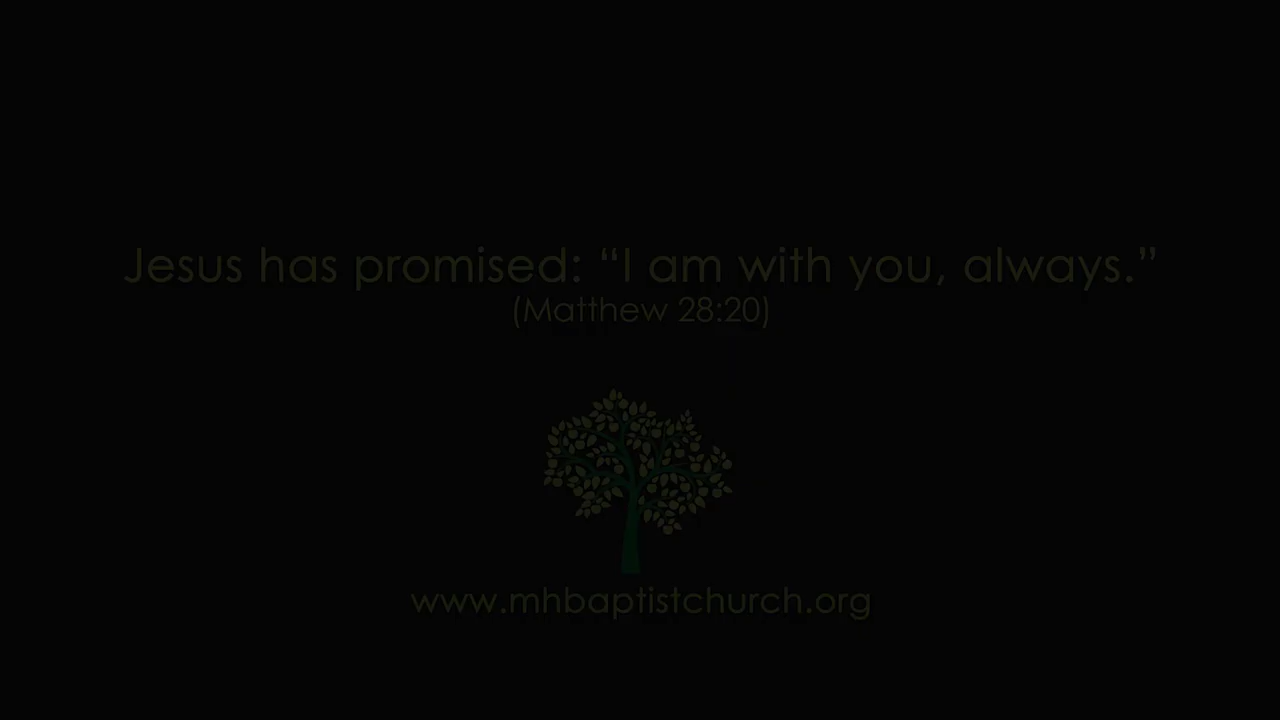 Jesus has promised: “I am with you, always.”
(Matthew 28:20)
www.mhbaptistchurch.org